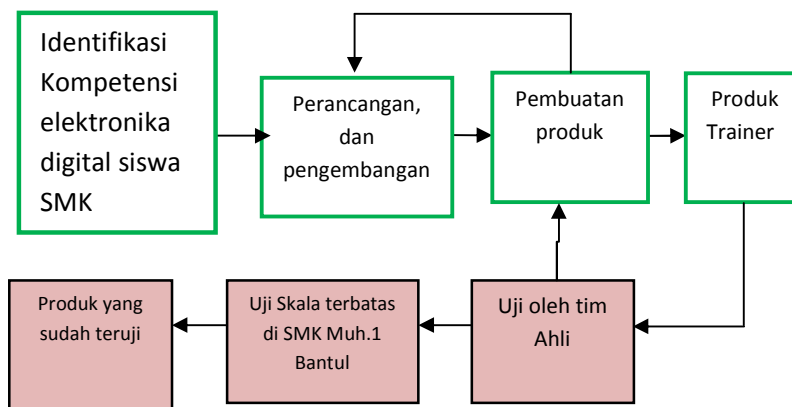 Identifikasi
Kompetensi
elektronika
digital siswa
SMK
Perancangan,
dan
pengembangan
Pembuatan
produk
Produk
Trainer
Produk yang
sudah teruji
Uji Skala terbatas
di SMK Muh.1
Bantul
Uji oleh tim
Ahli